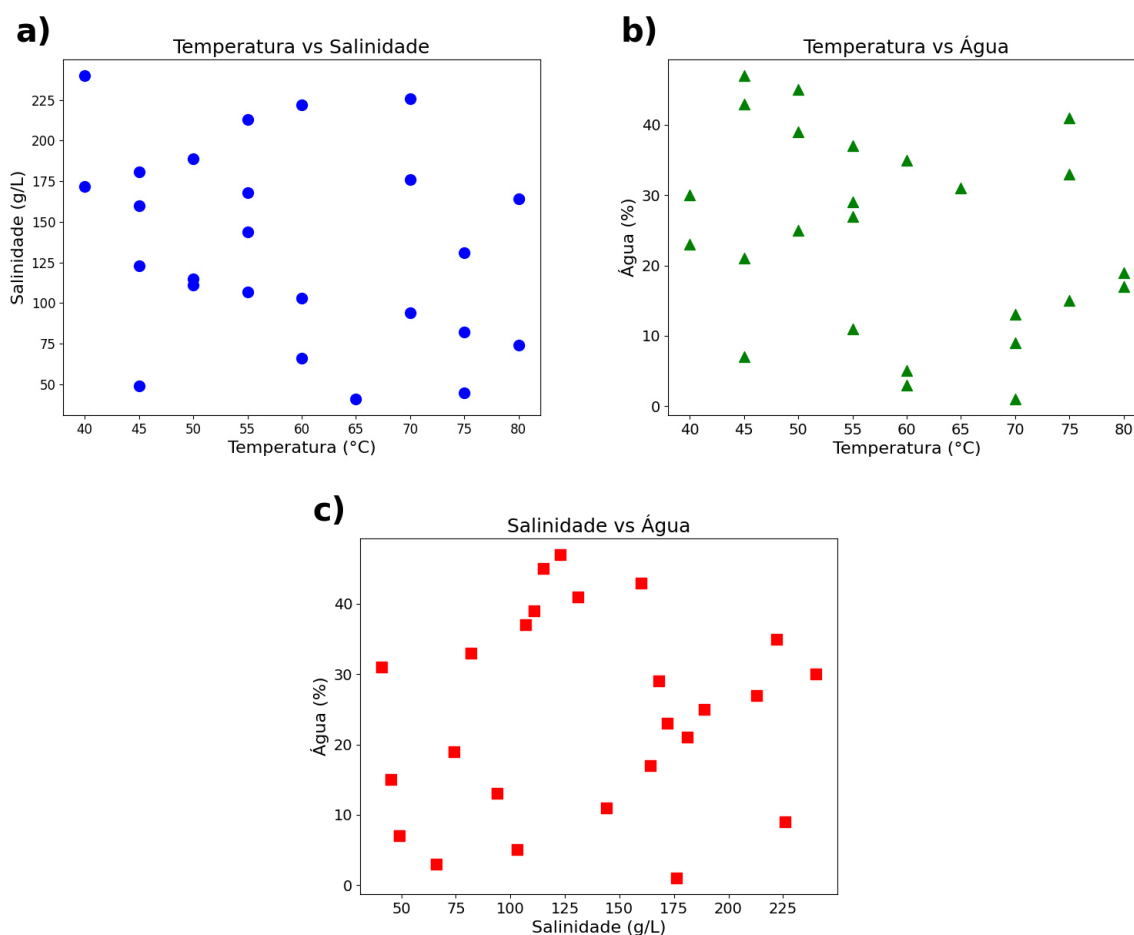 a)
Temperatura vs Salinidade
225
200
175
150
125
100
75
50
Salinidade (g/L)
40 45 50 55 60 65 70 75 80
Temperatura (°C)
b)
Temperatura vs Água
40
30
20
10
0
Água (%)
40 45 50 55 60 65 70 75 80
Temperatura (°C)
c)
Salinidade vs Água
40
30
20
10
0
Água (%)
50 75 100 125 150 175 200 225
Salinidade (g/L)